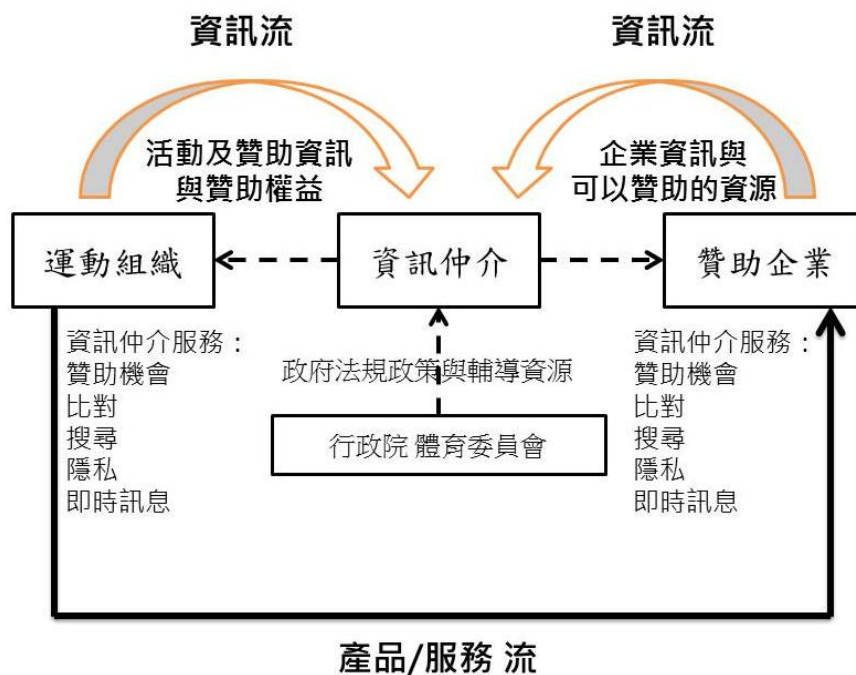 資訊流
資訊流
活動及贊助資訊
與贊助權益
企業資訊與
可以贊助的資源
運動組織
資訊仲介
贊助企業
資訊仲介服務：
贊助機會
比對
搜尋
隱私
即時訊息
政府法規政策與輔導資源
行政院 體育委員會
資訊仲介服務：
贊助機會
比對
搜尋
隱私
即時訊息
產品/服務 流